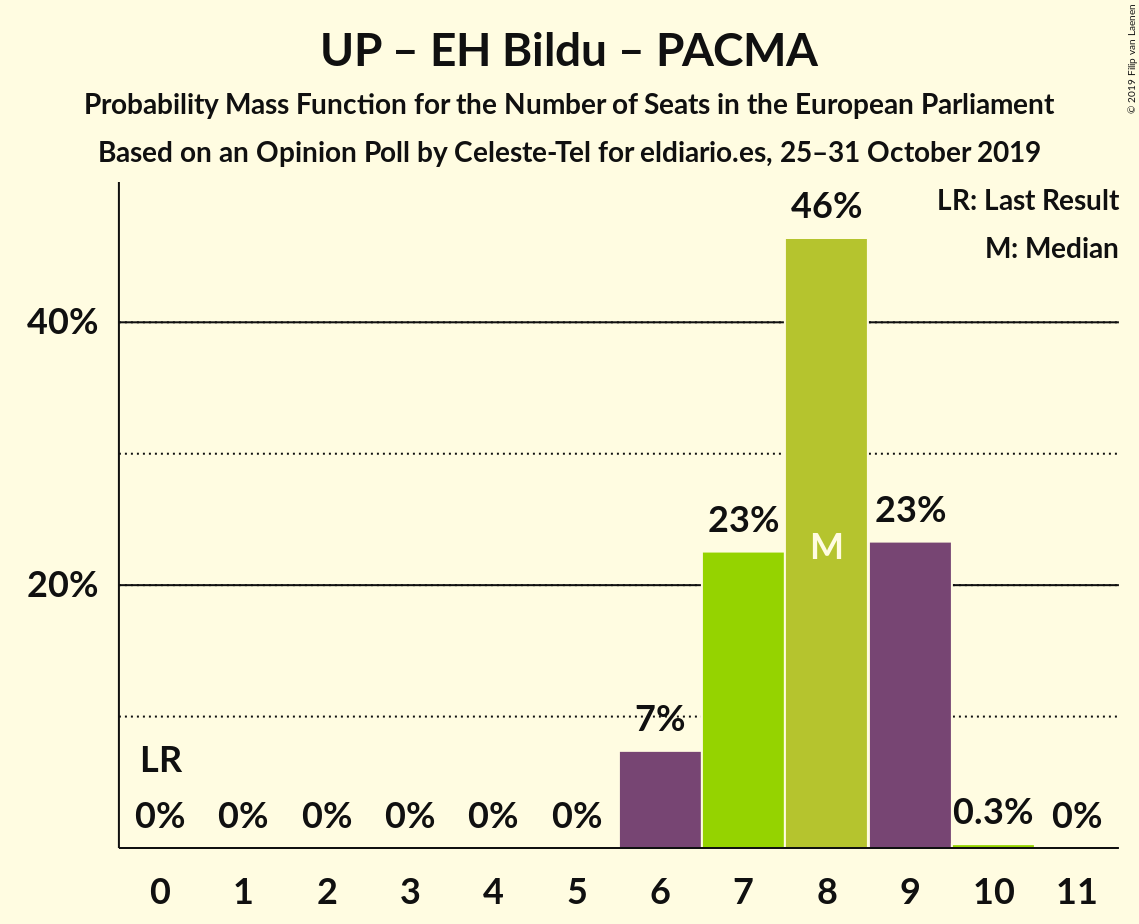 UP – EH Bildu – PACMA
Probability Mass Function for the Number of Seats in the European Parliament
Based on an Opinion Poll by Celeste-Tel for eldiario.es, 25–31 October 2019
© 2019 Filip van Laenen
LR: Last Result
M: Median
46%
40%
23%
23%
M
20%
7%
LR
0% 0% 0% 0% 0% 0% 0.3% 0%
0 1 2 3 4 5 6 7 8 9 10 11